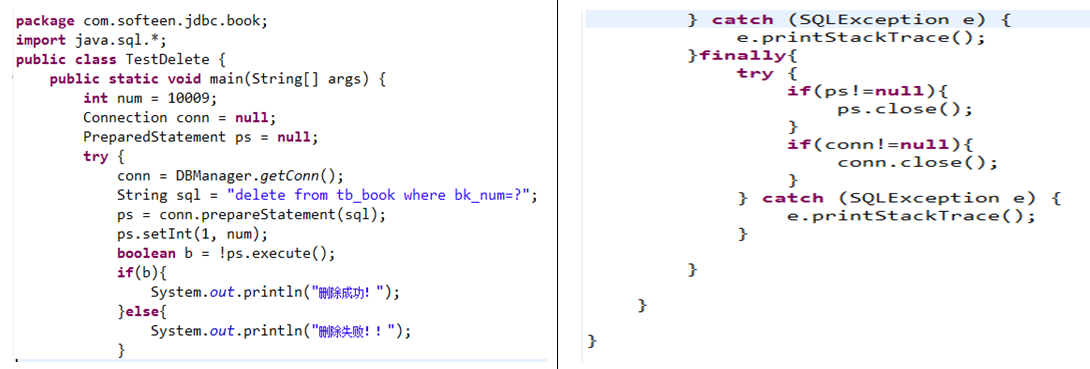 package com.softeen.jdbc.book;
import java.sql.*;
public class TestDelete {
    public static void main(String[] args) {
        int num = 10009;
        Connection conn = null;
        PreparedStatement ps = null;
        try {
            conn = DBManager.getConn();
            String sql = "delete from tb_book where bk_num=?";
            ps = conn.prepareStatement(sql);
            ps.setInt(1, num);
            boolean b = !ps.execute();
            if(b){
                System.out.println("删除成功! ");
            }else{
                System.out.println("删除失败! ! ");
            }
        } catch (SQLException e) {
            e.printStackTrace();
        }finally{
            try {
                if(ps!=null){
                    ps.close();
                }
                if(conn!=null){
                    conn.close();
                }
            } catch (SQLException e) {
                e.printStackTrace();
            }
        }
    }
}